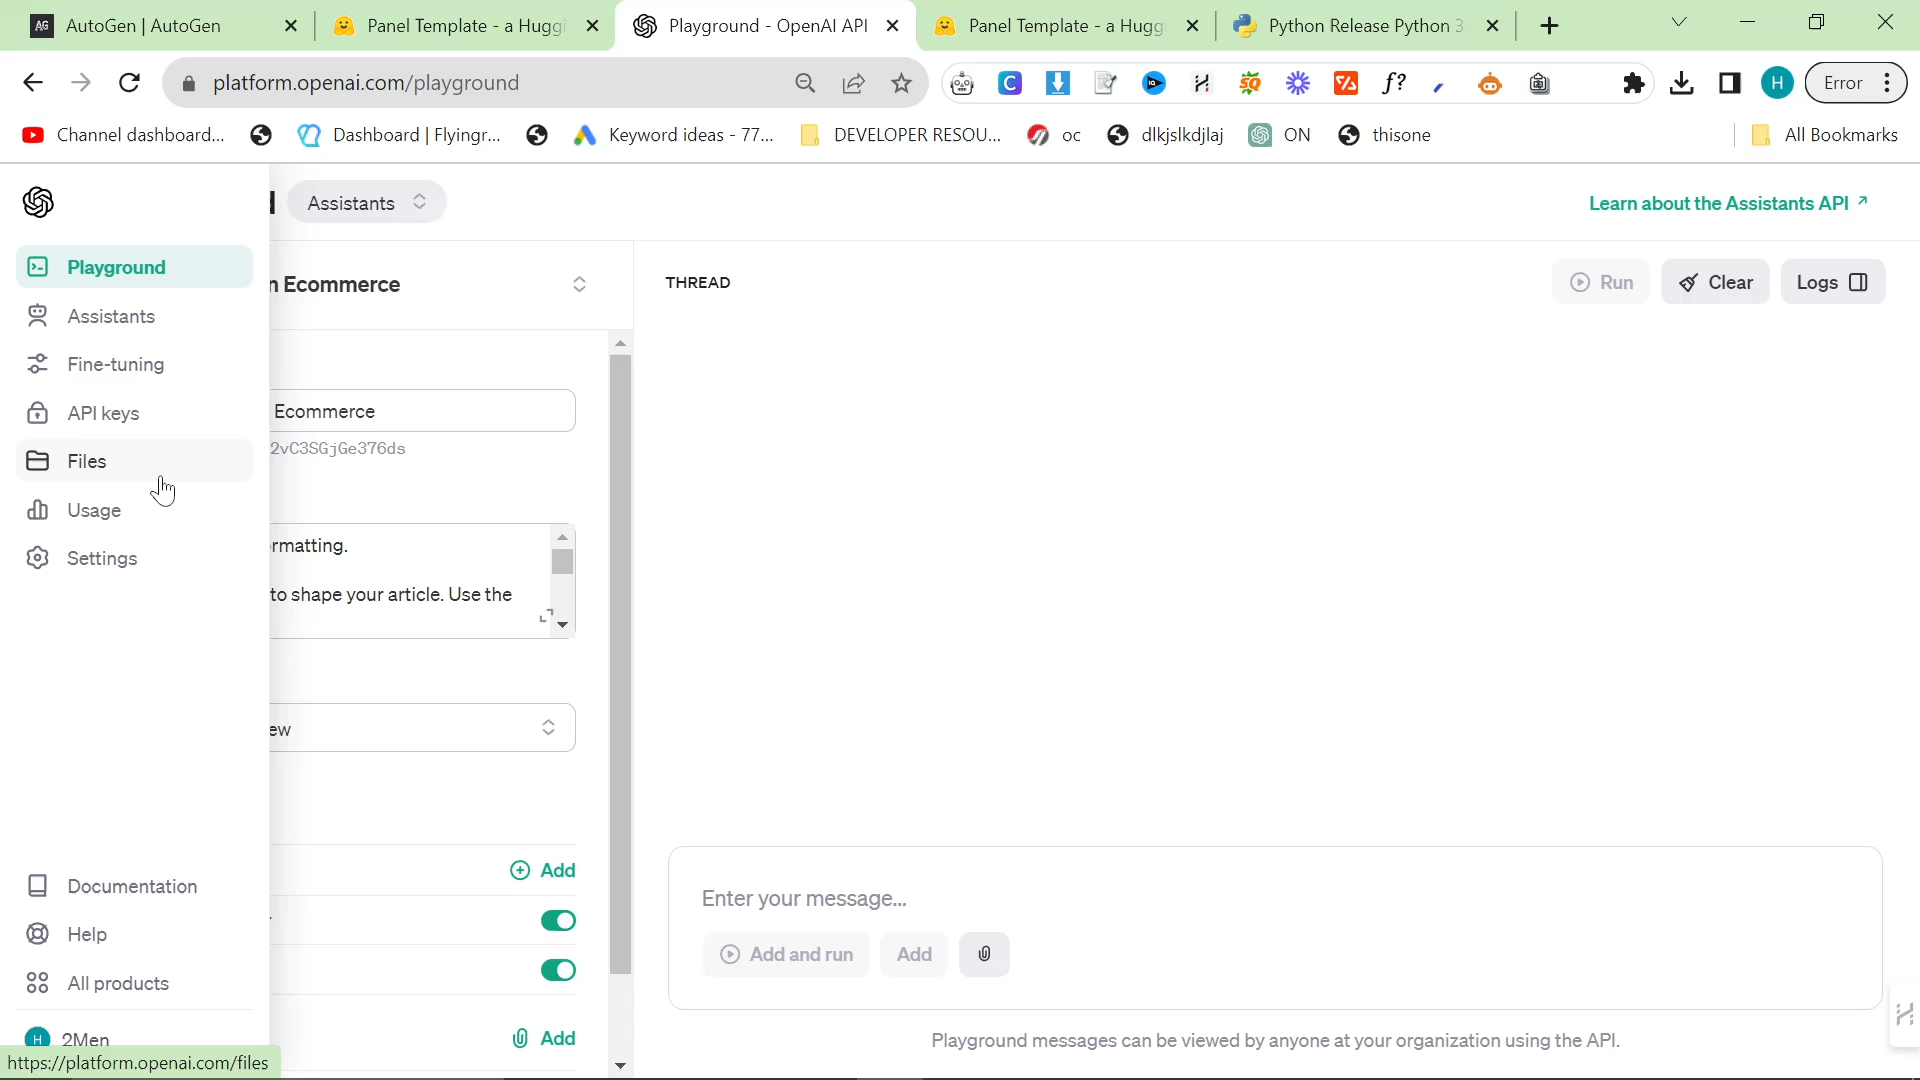 AG AutoGen | AutoGen
Panel Template - a Huggi
Playground - OpenAI API
Panel Template - a Hugg
Python Release Python 3
platform.openai.com/playground
H
Error
Channel dashboard...
Dashboard | Flyingr...
Keyword ideas - 77...
DEVELOPER RESOU...
oc
dlkjslkdjlaj
ON
thisone
All Bookmarks
Assistants
Learn about the Assistants API
Playground
Assistants
Fine-tuning
API keys
Files
Usage
Settings
Documentation
Help
All products
H 2Men
https://platform.openai.com/files
n Ecommerce
Ecommerce
2vC3SGjGe376ds
rmatting.
to shape your article. Use the
ew
Add
Add
THREAD
Run
Clear
Logs
Enter your message...
Add and run
Add
Playground messages can be viewed by anyone at your organization using the API.